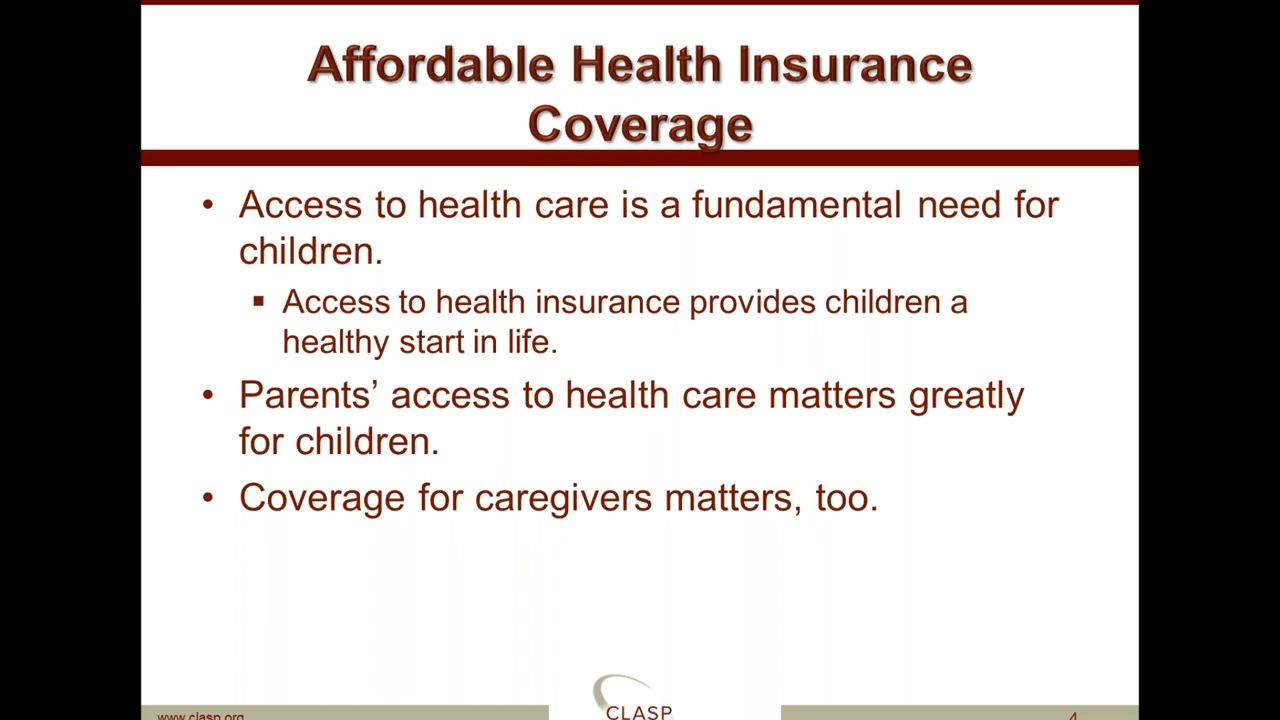 Affordable Health Insurance
Coverage
• Access to health care is a fundamental need for
children.
▪ Access to health insurance provides children a
healthy start in life.
• Parents’ access to health care matters greatly
for children.
• Coverage for caregivers matters, too.
www.clasp.org
CLASP
4